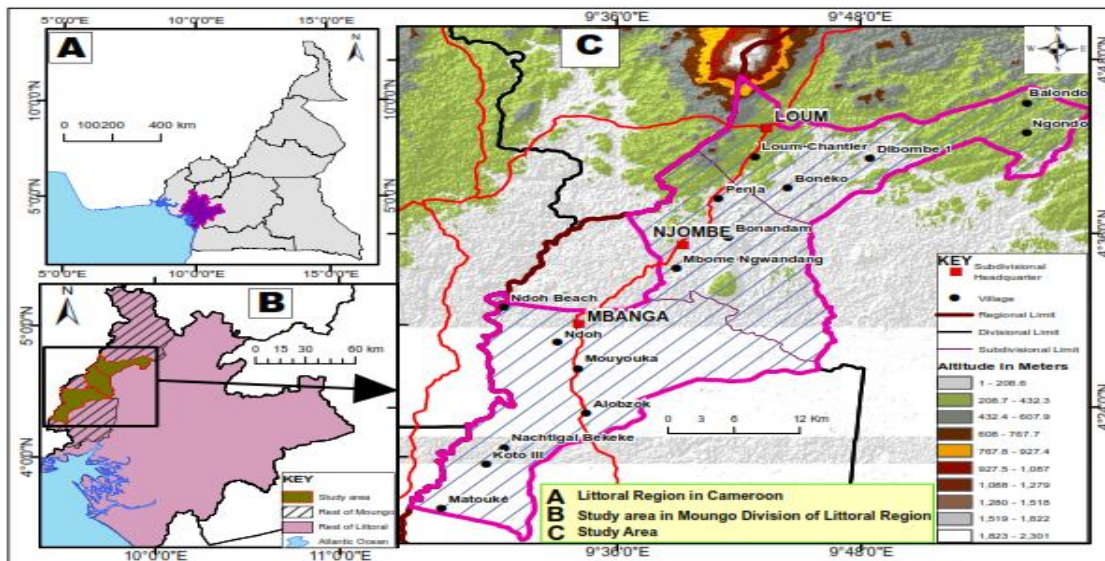 5°0'0"E
10°0'0"E
15°0'0"E
A
N
10°0'0"N
5°0'0"N
0 100200 400 km
5°0'0"E
10°0'0"E
15°0'0"E
B
N
5°0'0"N
4°0'0"N
0 15 30 60 km
KEY
Study area
Rest of Moungo
Rest of Littoral
Atlantic Ocean
10°0'0"E
11°0'0"E
9°36'0"E
9°48'0"E
C
N
W E
S
Balondo
Ngondo
LOUM
Loum-Chantier
Dibombe 1
Bonéko
Penja
NJOMBE
Bonandam
Mbome Ngwandang
Ndoh Beach
MBANGA
Ndoh
Mouyouka
Alobzok
0 3 6 12 Km
Nachtigal Bekeke
Koto III
Matouké
4°24'0"N
KEY
Subdivisional
Headquarter
Village
Regional Limit
Divisional Limit
Subdivisional Limit
Altitude in Meters
1 - 208.6
208.7 - 432.3
432.4 - 607.9
608 - 767.7
767.8 - 927.4
927.5 - 1,087
1,088 - 1,279
1,280 - 1,518
1,519 - 1,822
1,823 - 2,301
A Littoral Region in Cameroon
B Study area in Moungo Division of Littoral Region
C Study Area
9°36'0"E
9°48'0"E